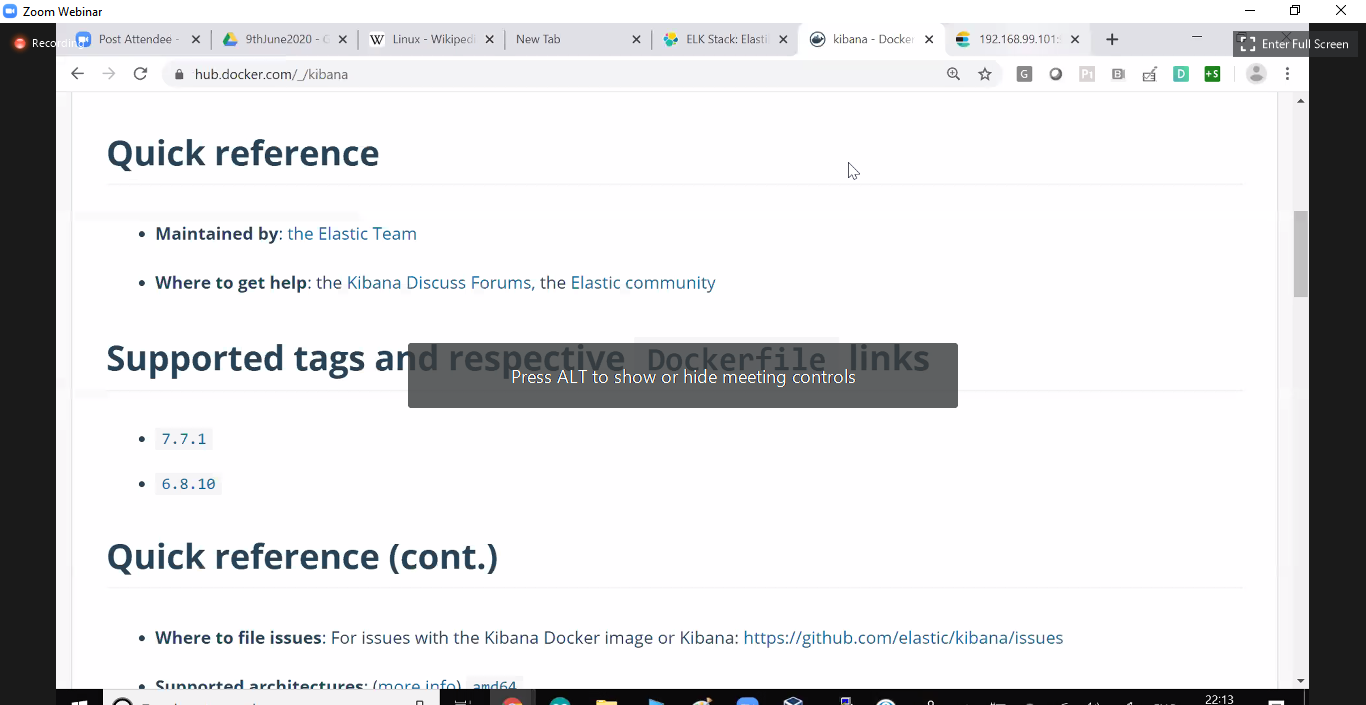 Zoom Webinar
Recording
Post Attendee -
9thJune2020 - G
Linux - Wikiped
New Tab
ELK Stack: Elasti
kibana - Docker
192.168.99.101:
Enter Full Screen
hub.docker.com/_/kibana
Quick reference
Maintained by: the Elastic Team
Where to get help: the Kibana Discuss Forums, the Elastic community
Supported tags and respective Dockerfile links
Press ALT to show or hide meeting controls
7.7.1
6.8.10
Quick reference (cont.)
Where to file issues: For issues with the Kibana Docker image or Kibana: https://github.com/elastic/kibana/issues
Supported architectures: (more info) amd64
22:13